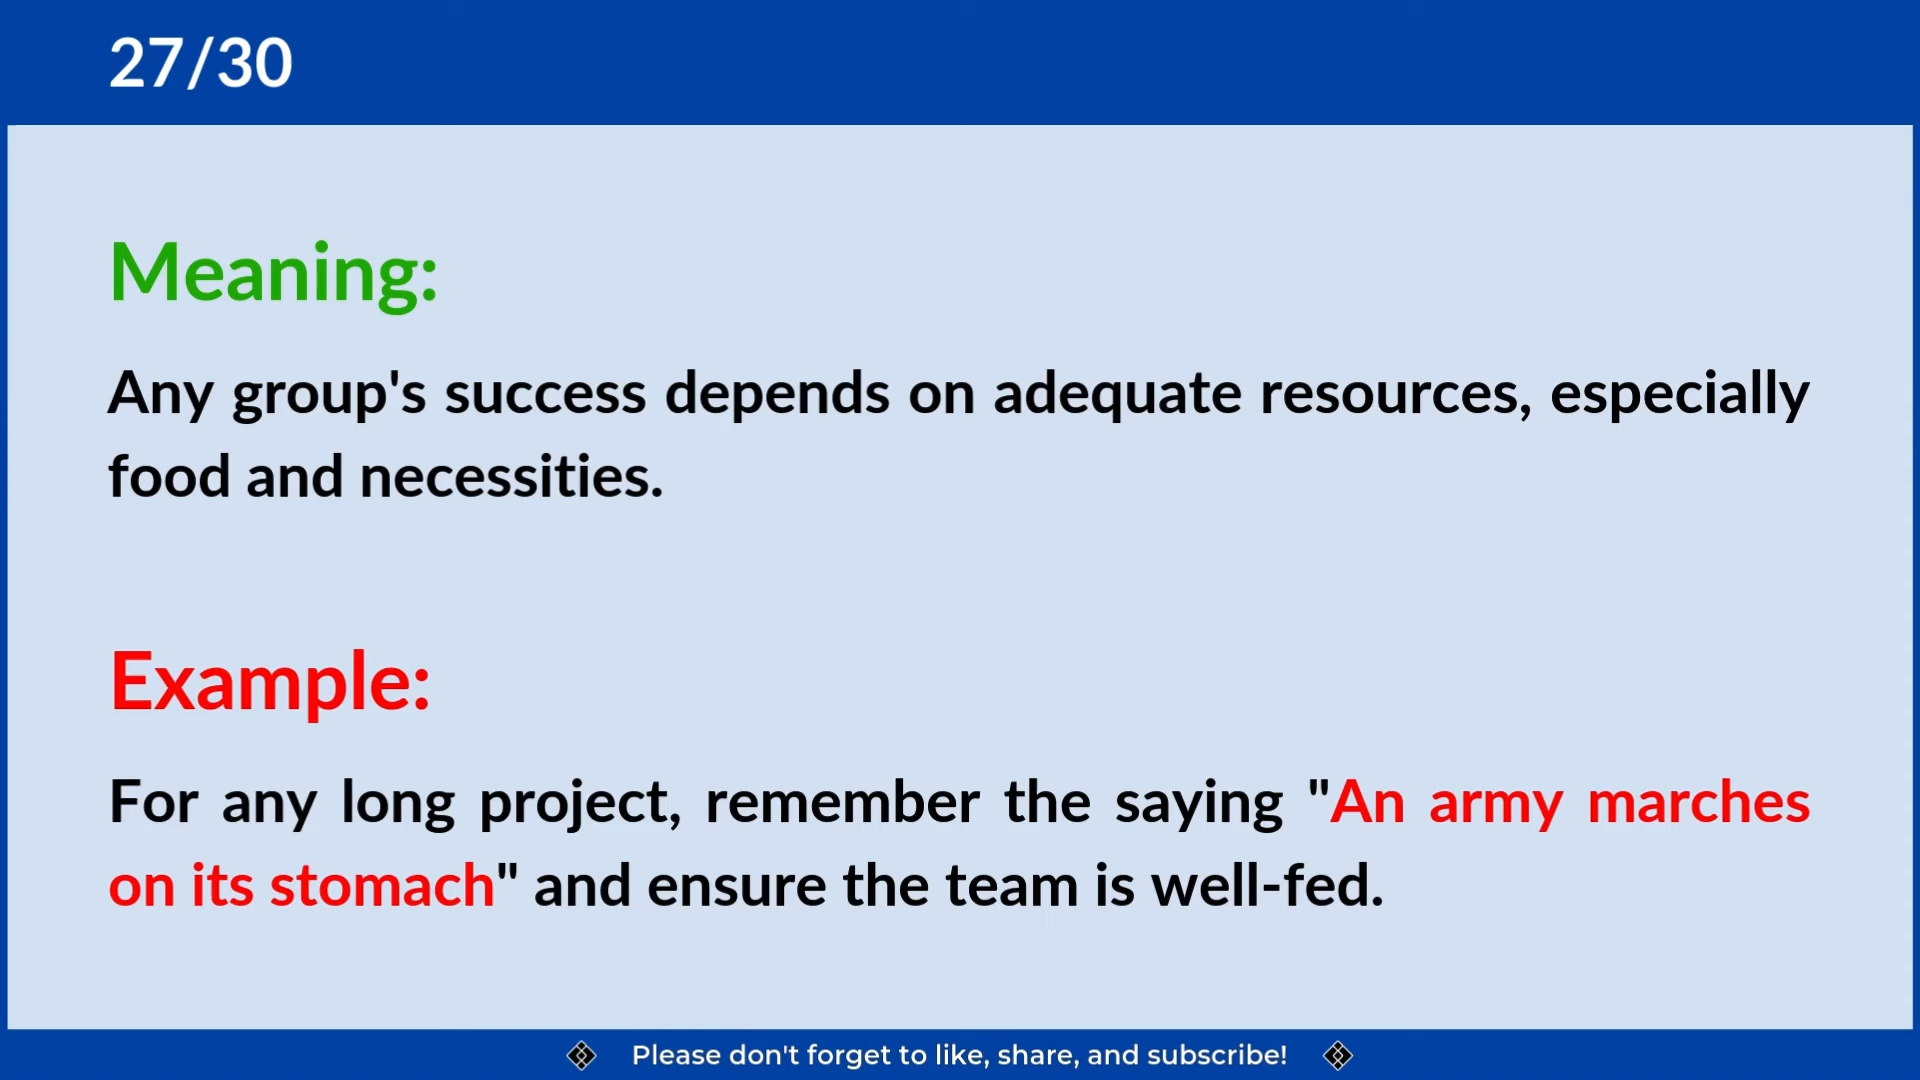 27/30
Meaning:
Any group's success depends on adequate resources, especially
food and necessities.
Example:
For any long project, remember the saying "An army marches
on its stomach" and ensure the team is well-fed.
Please don't forget to like, share, and subscribe!